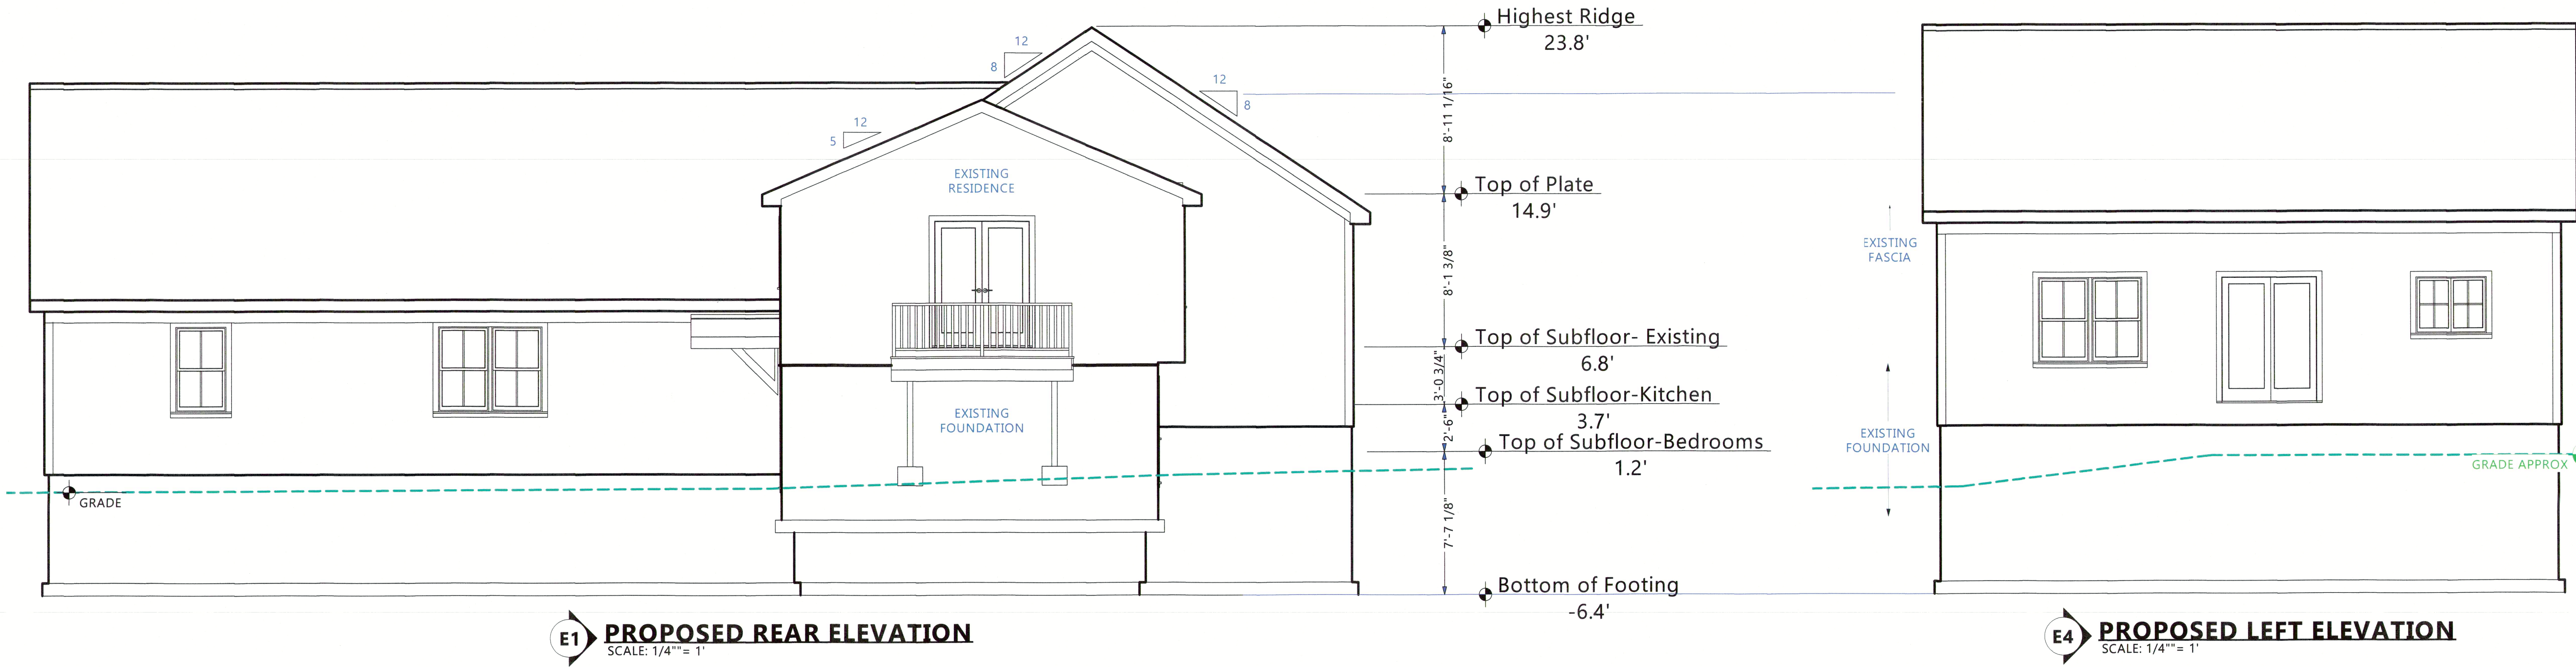 Highest Ridge
23.8'
12
8
12
8
8'-11 1/16"
12
5
EXISTING
RESIDENCE
Top of Plate
14.9'
EXISTING
FASCIA
8'-1 3/8"
Top of Subfloor- Existing
6.8'
3'-0 3/4"
Top of Subfloor-Kitchen
3.7'
EXISTING
FOUNDATION
2'-6"
Top of Subfloor-Bedrooms
1.2'
EXISTING
FOUNDATION
GRADE APPROX
GRADE
7'-7 1/8"
Bottom of Footing
-6.4'
E1
PROPOSED REAR ELEVATION
SCALE: 1/4""= 1'
E4
PROPOSED LEFT ELEVATION
SCALE: 1/4""= 1'